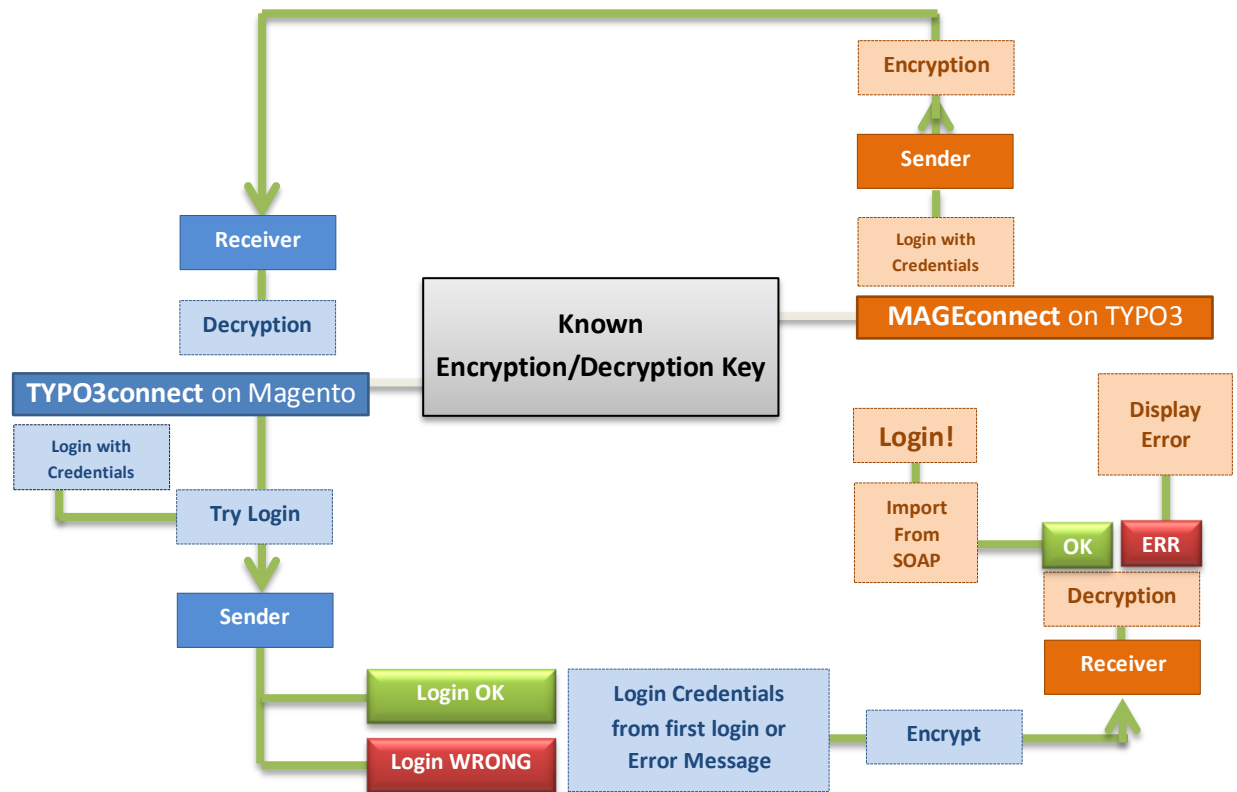 Encryption
Sender
Login with
Credentials
Receiver
Decryption
Known
Encryption/Decryption Key
MAGEconnect on TYPO3
TYPO3connect on Magento
Login with
Credentials
Try Login
Sender
Login OK
Login WRONG
Login Credentials
from first login or
Error Message
Encrypt
Receiver
Decryption
OK
ERR
Import
From
SOAP
Login!
Display
Error